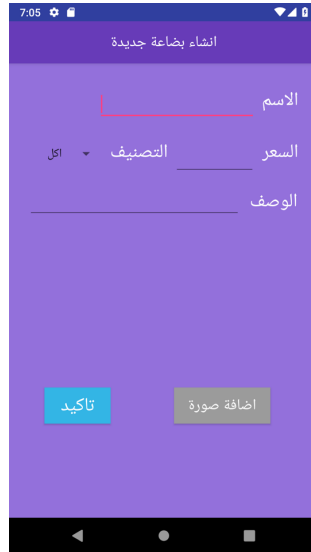 7:05
انشاء بضاعة جديدة
الاسم
السعر التصنيف اكل
الوصف
اضافة صورة تاكيد